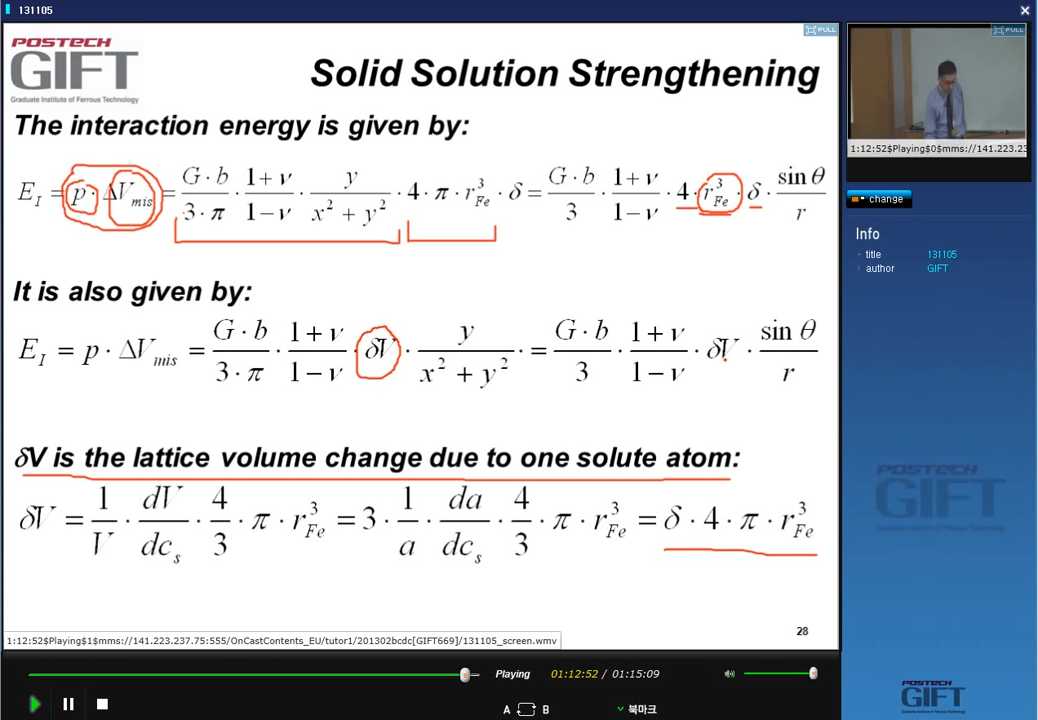 131105
POSTECH
GIFT
Graduate Institute of Ferrous Technology
FULL
Solid Solution Strengthening
The interaction energy is given by:
E_I = p · ΔV_mis = (G · b)/(3 · π) · (1 + ν)/(1 − ν) · y/(x² + y²) · 4 · π · r_Fe³ · δ = (G · b)/3 · (1 + ν)/(1 − ν) · 4 · r_Fe³ · δ · sin θ/r
It is also given by:
E_I = p · ΔV_mis = (G · b)/(3 · π) · (1 + ν)/(1 − ν) · δV · y/(x² + y²) · = (G · b)/3 · (1 + ν)/(1 − ν) · δV · sin θ/r
δV is the lattice volume change due to one solute atom:
δV = 1/V · dV/dc_s · 4/3 · π · r_Fe³ = 3 · 1/a · da/dc_s · 4/3 · π · r_Fe³ = δ · 4 · π · r_Fe³
28
1:12:52$Playing$1$mms://141.223.237.75:555/OnCastContents_EU/tutor1/201302bcdc[GIFT669]/131105_screen.wmv
Playing
01:12:52 / 01:15:09
A B
북마크
FULL
1:12:52$Playing$0$mms://141.223.23
change
Info
title 131105
author GIFT
POSTECH
GIFT
POSTECH
GIFT